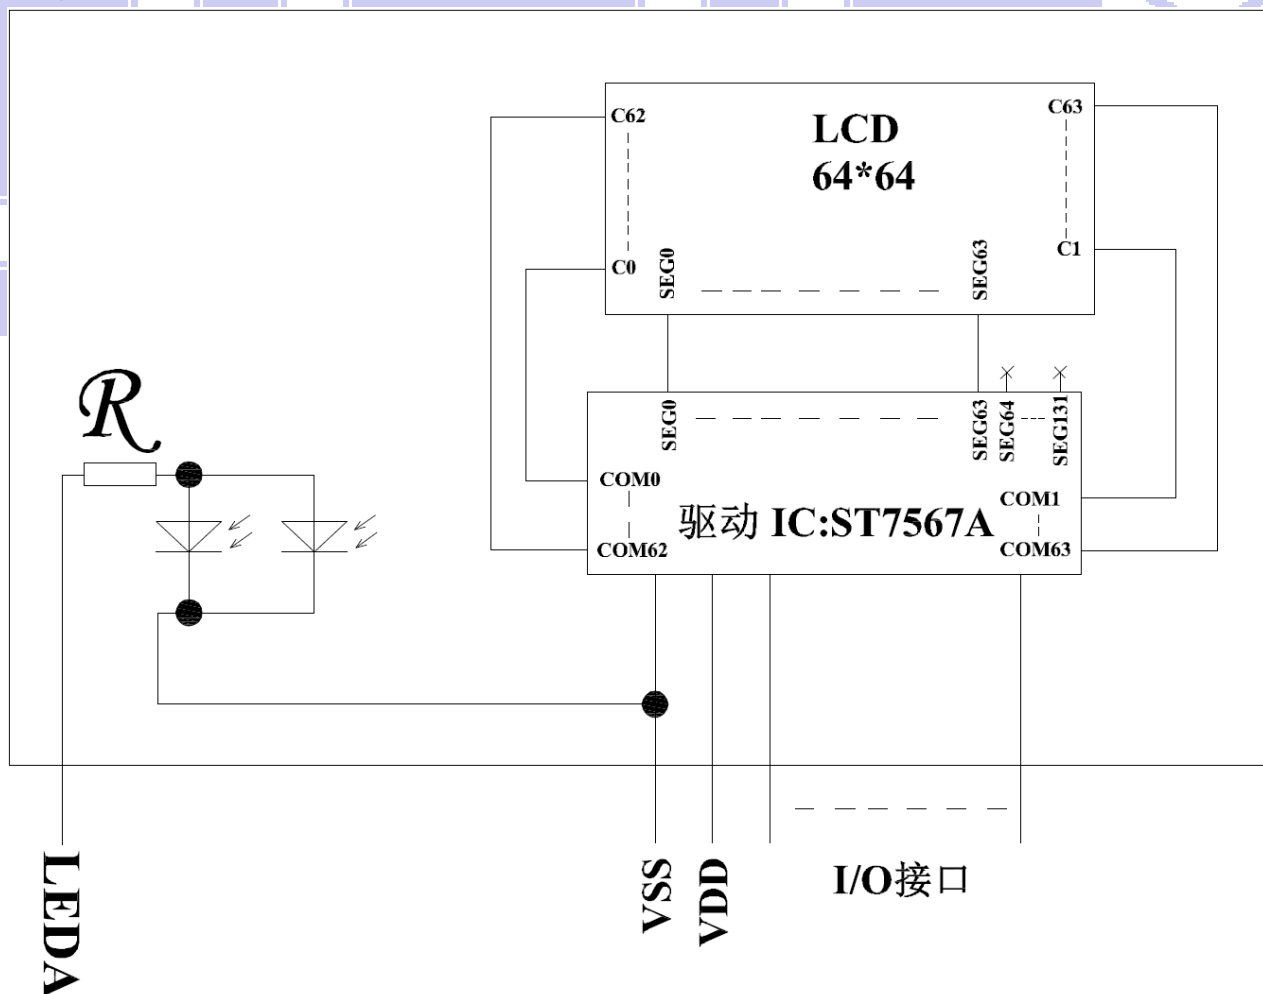 C62
LCD
C63
64*64
C0
SEG0
SEG63
C1
R
SEG0
SEG63
SEG64
SEG131
COM0
驱动 IC:ST7567A
COM1
COM62
COM63
LEDA
VSS
VDD
I/O接口